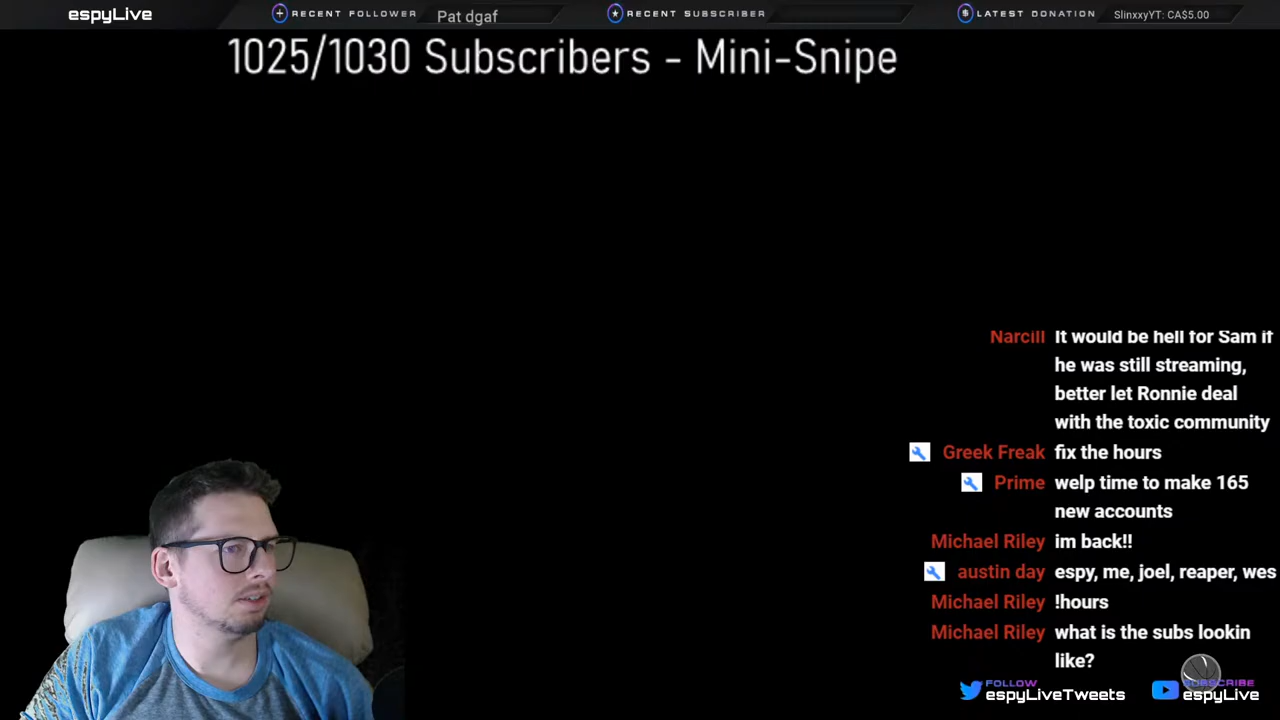 espyLive
RECENT FOLLOWER
Pat dgaf
RECENT SUBSCRIBER
LATEST DONATION
SlinxxyYT: CA$5.00
1025/1030 Subscribers - Mini-Snipe
Narcill It would be hell for Sam if
he was still streaming,
better let Ronnie deal
with the toxic community
Greek Freak fix the hours
Prime welp time to make 165
new accounts
Michael Riley im back!!
austin day espy, me, joel, reaper, wes
Michael Riley !hours
Michael Riley what is the subs lookin
like?
FOLLOW
espyLiveTweets
SUBSCRIBE
espyLive